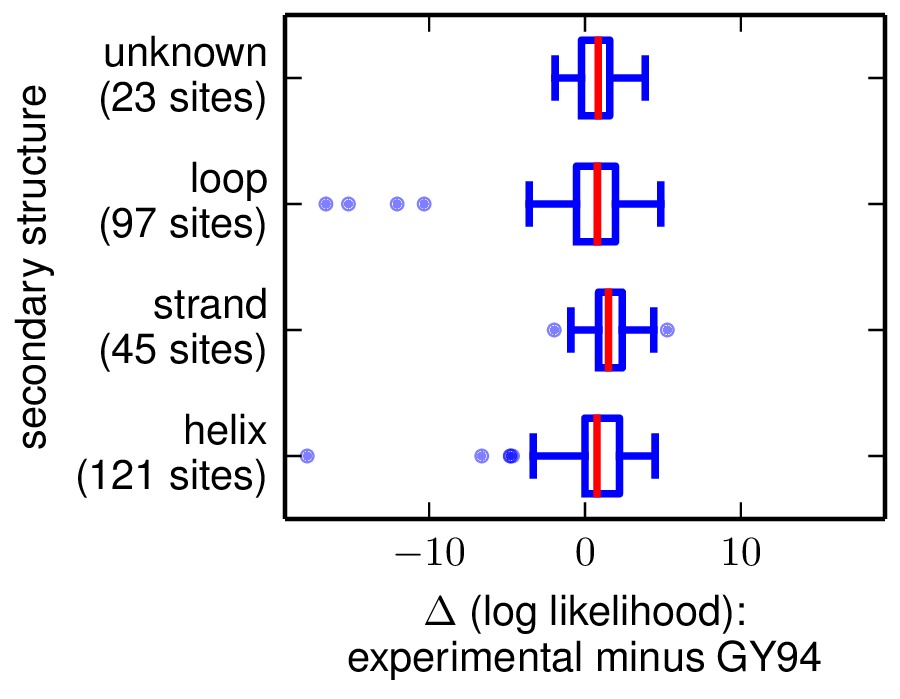 secondary structure
unknown
(23 sites)
loop
(97 sites)
strand
(45 sites)
helix
(121 sites)
−10 0 10
Δ (log likelihood):
experimental minus GY94